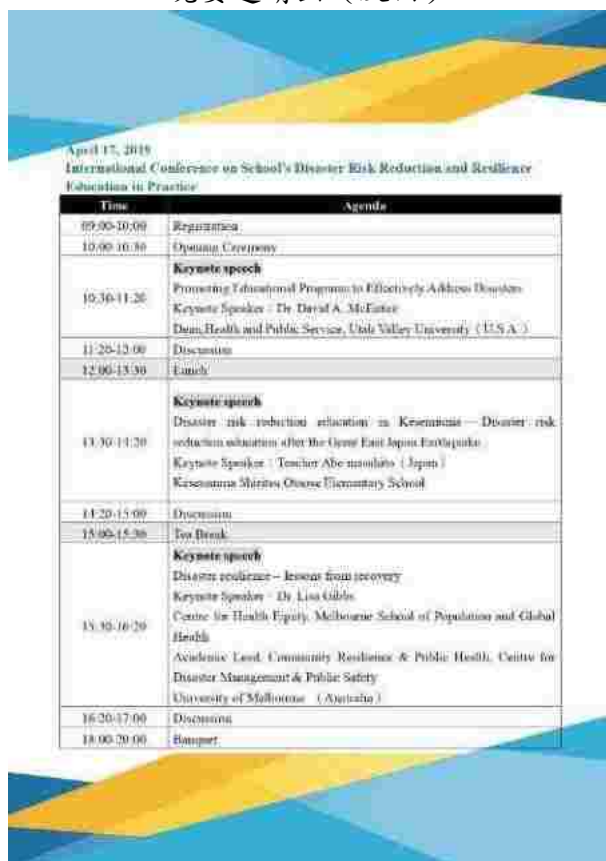 April 17, 2019
International Conference on School's Disaster Risk Reduction and Resilience
Education in Practice
Time Agenda
09:00-10:00 Registration
10:00-10:30 Opening Ceremony
Keynote speech
Promoting Educational Programs to Effectively Address Disasters
10:30-11:20
Keynote Speaker : Dr. David A. McEntire
Dean, Health and Public Service, Utah Valley University ( U.S.A )
11:20-12:00 Discussion
12:00-13:30 Lunch
Keynote speech
Disaster risk reduction education in Kesennuma — Disaster risk
13:30-14:20
reduction education after the Great East Japan Earthquake
Keynote Speaker : Teacher Abe ( Japan )
Kesennuma Elementary School
14:20-15:00 Discussion
15:00-15:30 Tea Break
Keynote speech
Disaster resilience – lessons from recovery
Keynote Speaker : Dr. Lisa Gibbs
Centre for Health Equity, Melbourne School of Population and Global
15:30-16:20
Health
Academic Lead, Community Resilience & Public Health, Centre for
Disaster Management & Public Safety
University of Melbourne ( Australia )
16:20-17:00 Discussion
18:00-20:00 Banquet